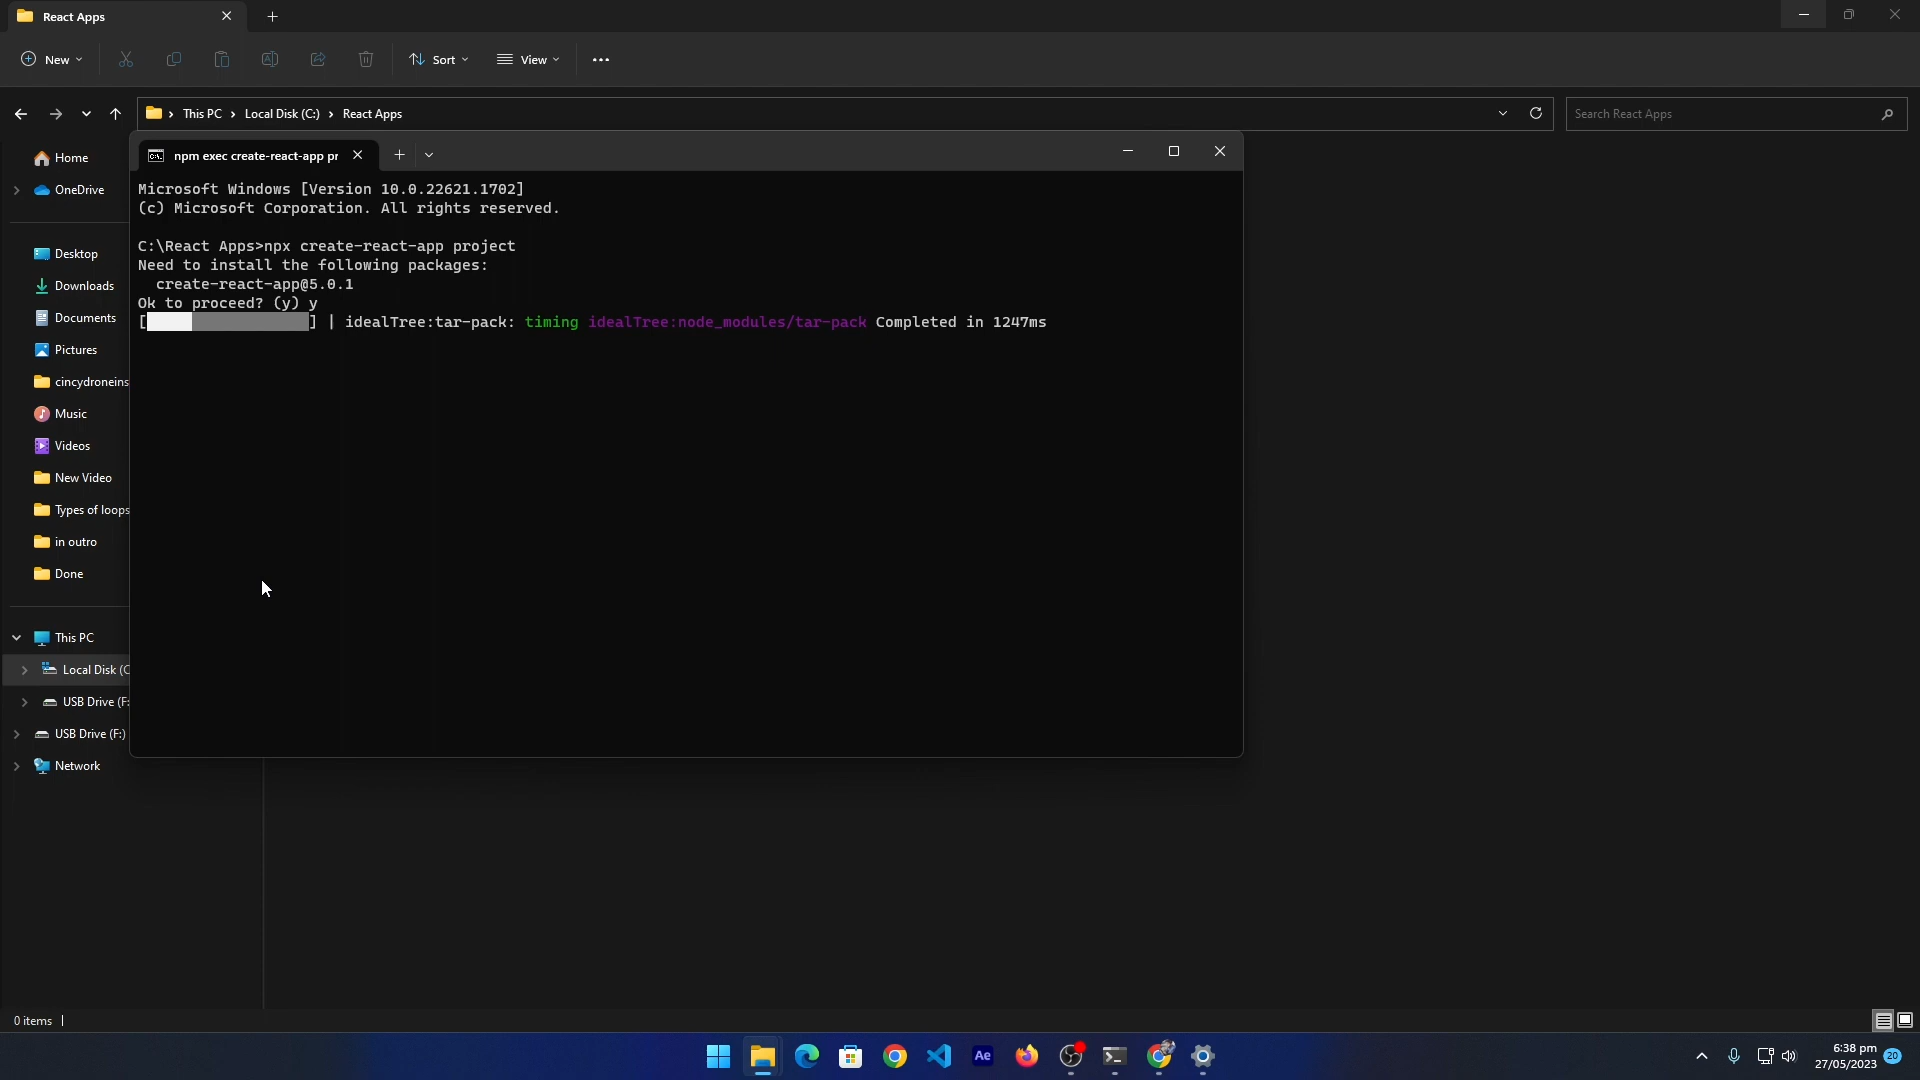 React Apps
New
Sort
View
This PC > Local Disk (C:) > React Apps
Search React Apps
Home
OneDrive
Desktop
Downloads
Documents
Pictures
cincydroneins
Music
Videos
New Video
Types of loops
in outro
Done
This PC
Local Disk (C
USB Drive (F:
USB Drive (F:)
Network
npm exec create-react-app pr
Microsoft Windows [Version 10.0.22621.1702]
(c) Microsoft Corporation. All rights reserved.
C:\React Apps>npx create-react-app project
Need to install the following packages:
create-react-app@5.0.1
Ok to proceed? (y) y
[ ] | idealTree:tar-pack: timing idealTree:node_modules/tar-pack Completed in 1247ms
0 items
Ae
6:38 pm
27/05/2023
20